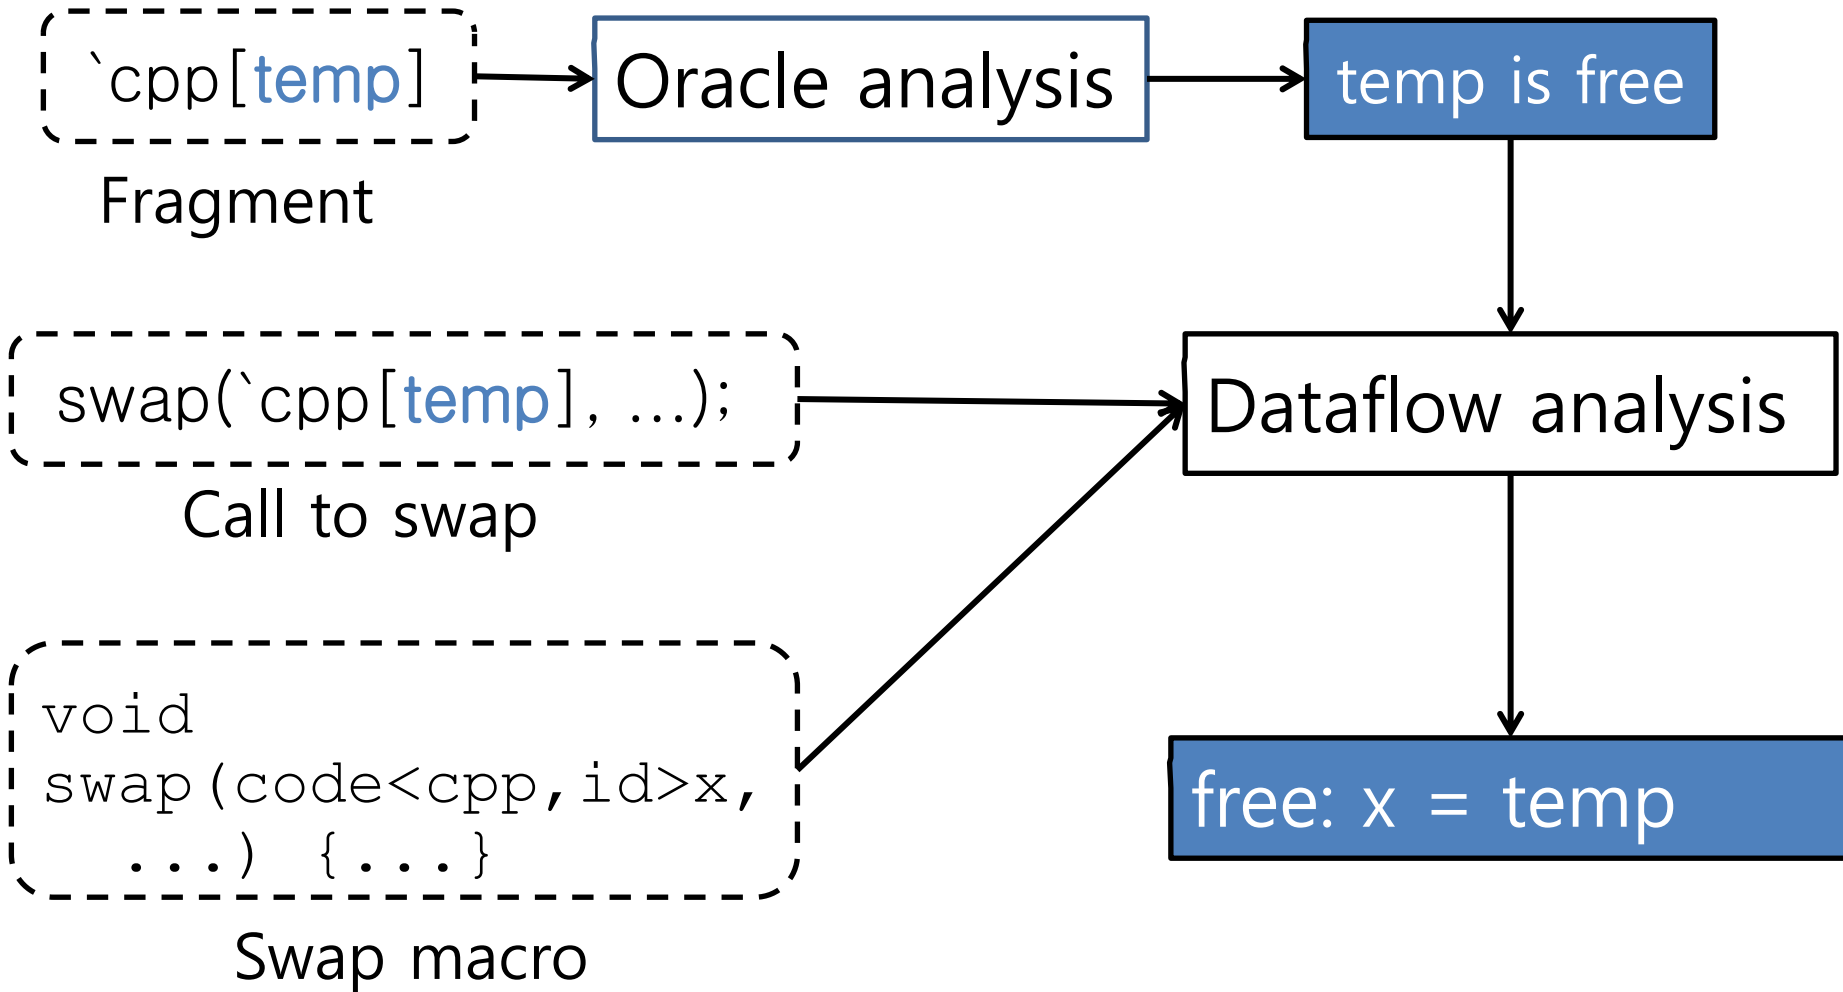 `cpp[temp]
Oracle analysis
temp is free
Fragment
swap(`cpp[temp], ...);
Dataflow analysis
Call to swap
void
swap(code<cpp,id>x,
...) {...}
free: x = temp
Swap macro